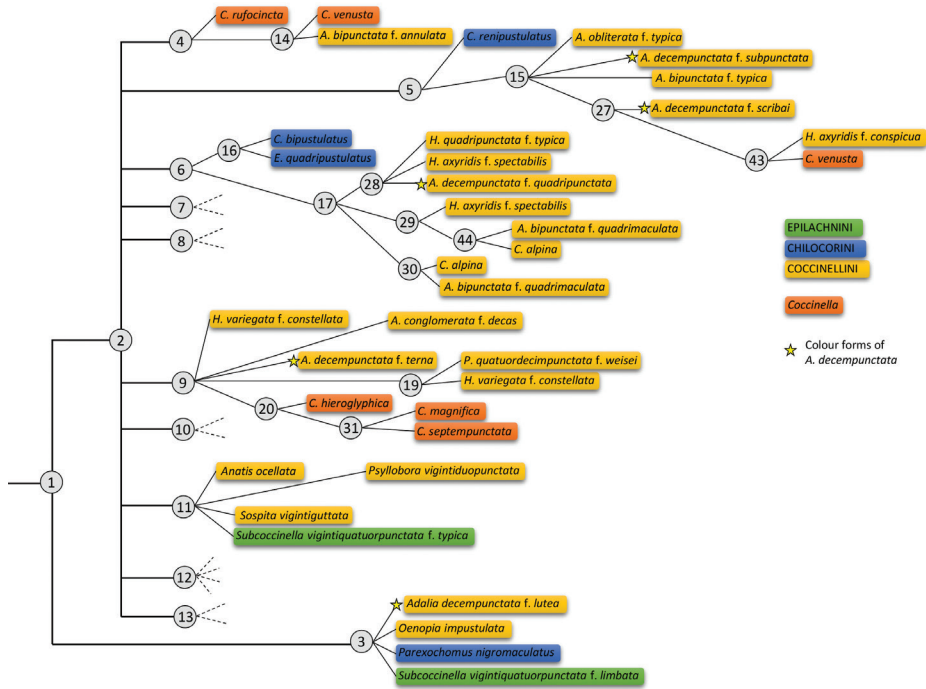 C. rufocincta
C. venusta
4
14
A. bipunctata f. annulata
C. renipustulatus
A. obliterata f. typica
A. decempunctata f. subpunctata
5
15
A. bipunctata f. typica
27
A. decempunctata f. scribai
H. axyridis f. conspicua
43
C. venusta
C. bipustulatus
16
E. quadripustulatus
6
H. quadripunctata f. typica
H. axyridis f. spectabilis
28
A. decempunctata f. quadripunctata
17
7
H. axyridis f. spectabilis
29
A. bipunctata f. quadrimaculata
44
C. alpina
8
C. alpina
30
A. bipunctata f. quadrimaculata
EPILACHNINI
CHILOCORINI
COCCINELLINI
Coccinella
Colour forms of
A. decempunctata
2
H. variegata f. constellata
A. conglomerata f. decas
A. decempunctata f. terna
9
P. quatuordecimpunctata f. weisei
19
H. variegata f. constellata
C. hieroglyphica
20
C. magnifica
31
C. septempunctata
10
1
Anatis ocellata
Psyllobora vigintiduopunctata
11
Sospita vigintiguttata
Subcoccinella vigintiquatuorpunctata f. typica
12
13
Adalia decempunctata f. lutea
Oenopia impustulata
3
Parexochomus nigromaculatus
Subcoccinella vigintiquatuorpunctata f. limbata